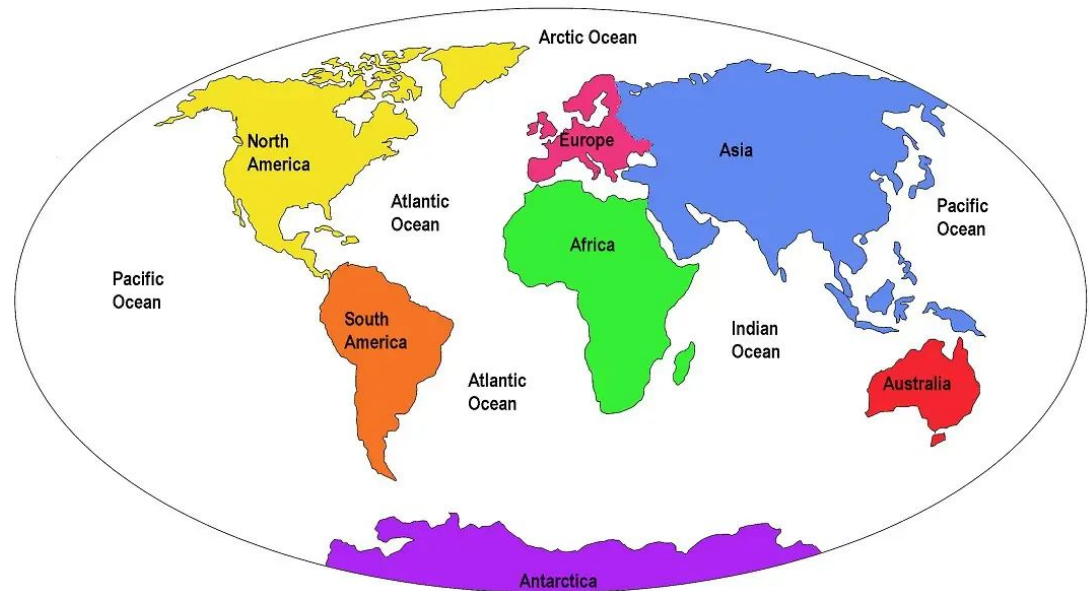 Arctic Ocean
North
America
Europe
Asia
Atlantic
Ocean
Pacific
Ocean
Africa
Pacific
Ocean
South
America
Indian
Ocean
Atlantic
Ocean
Australia
Antarctica